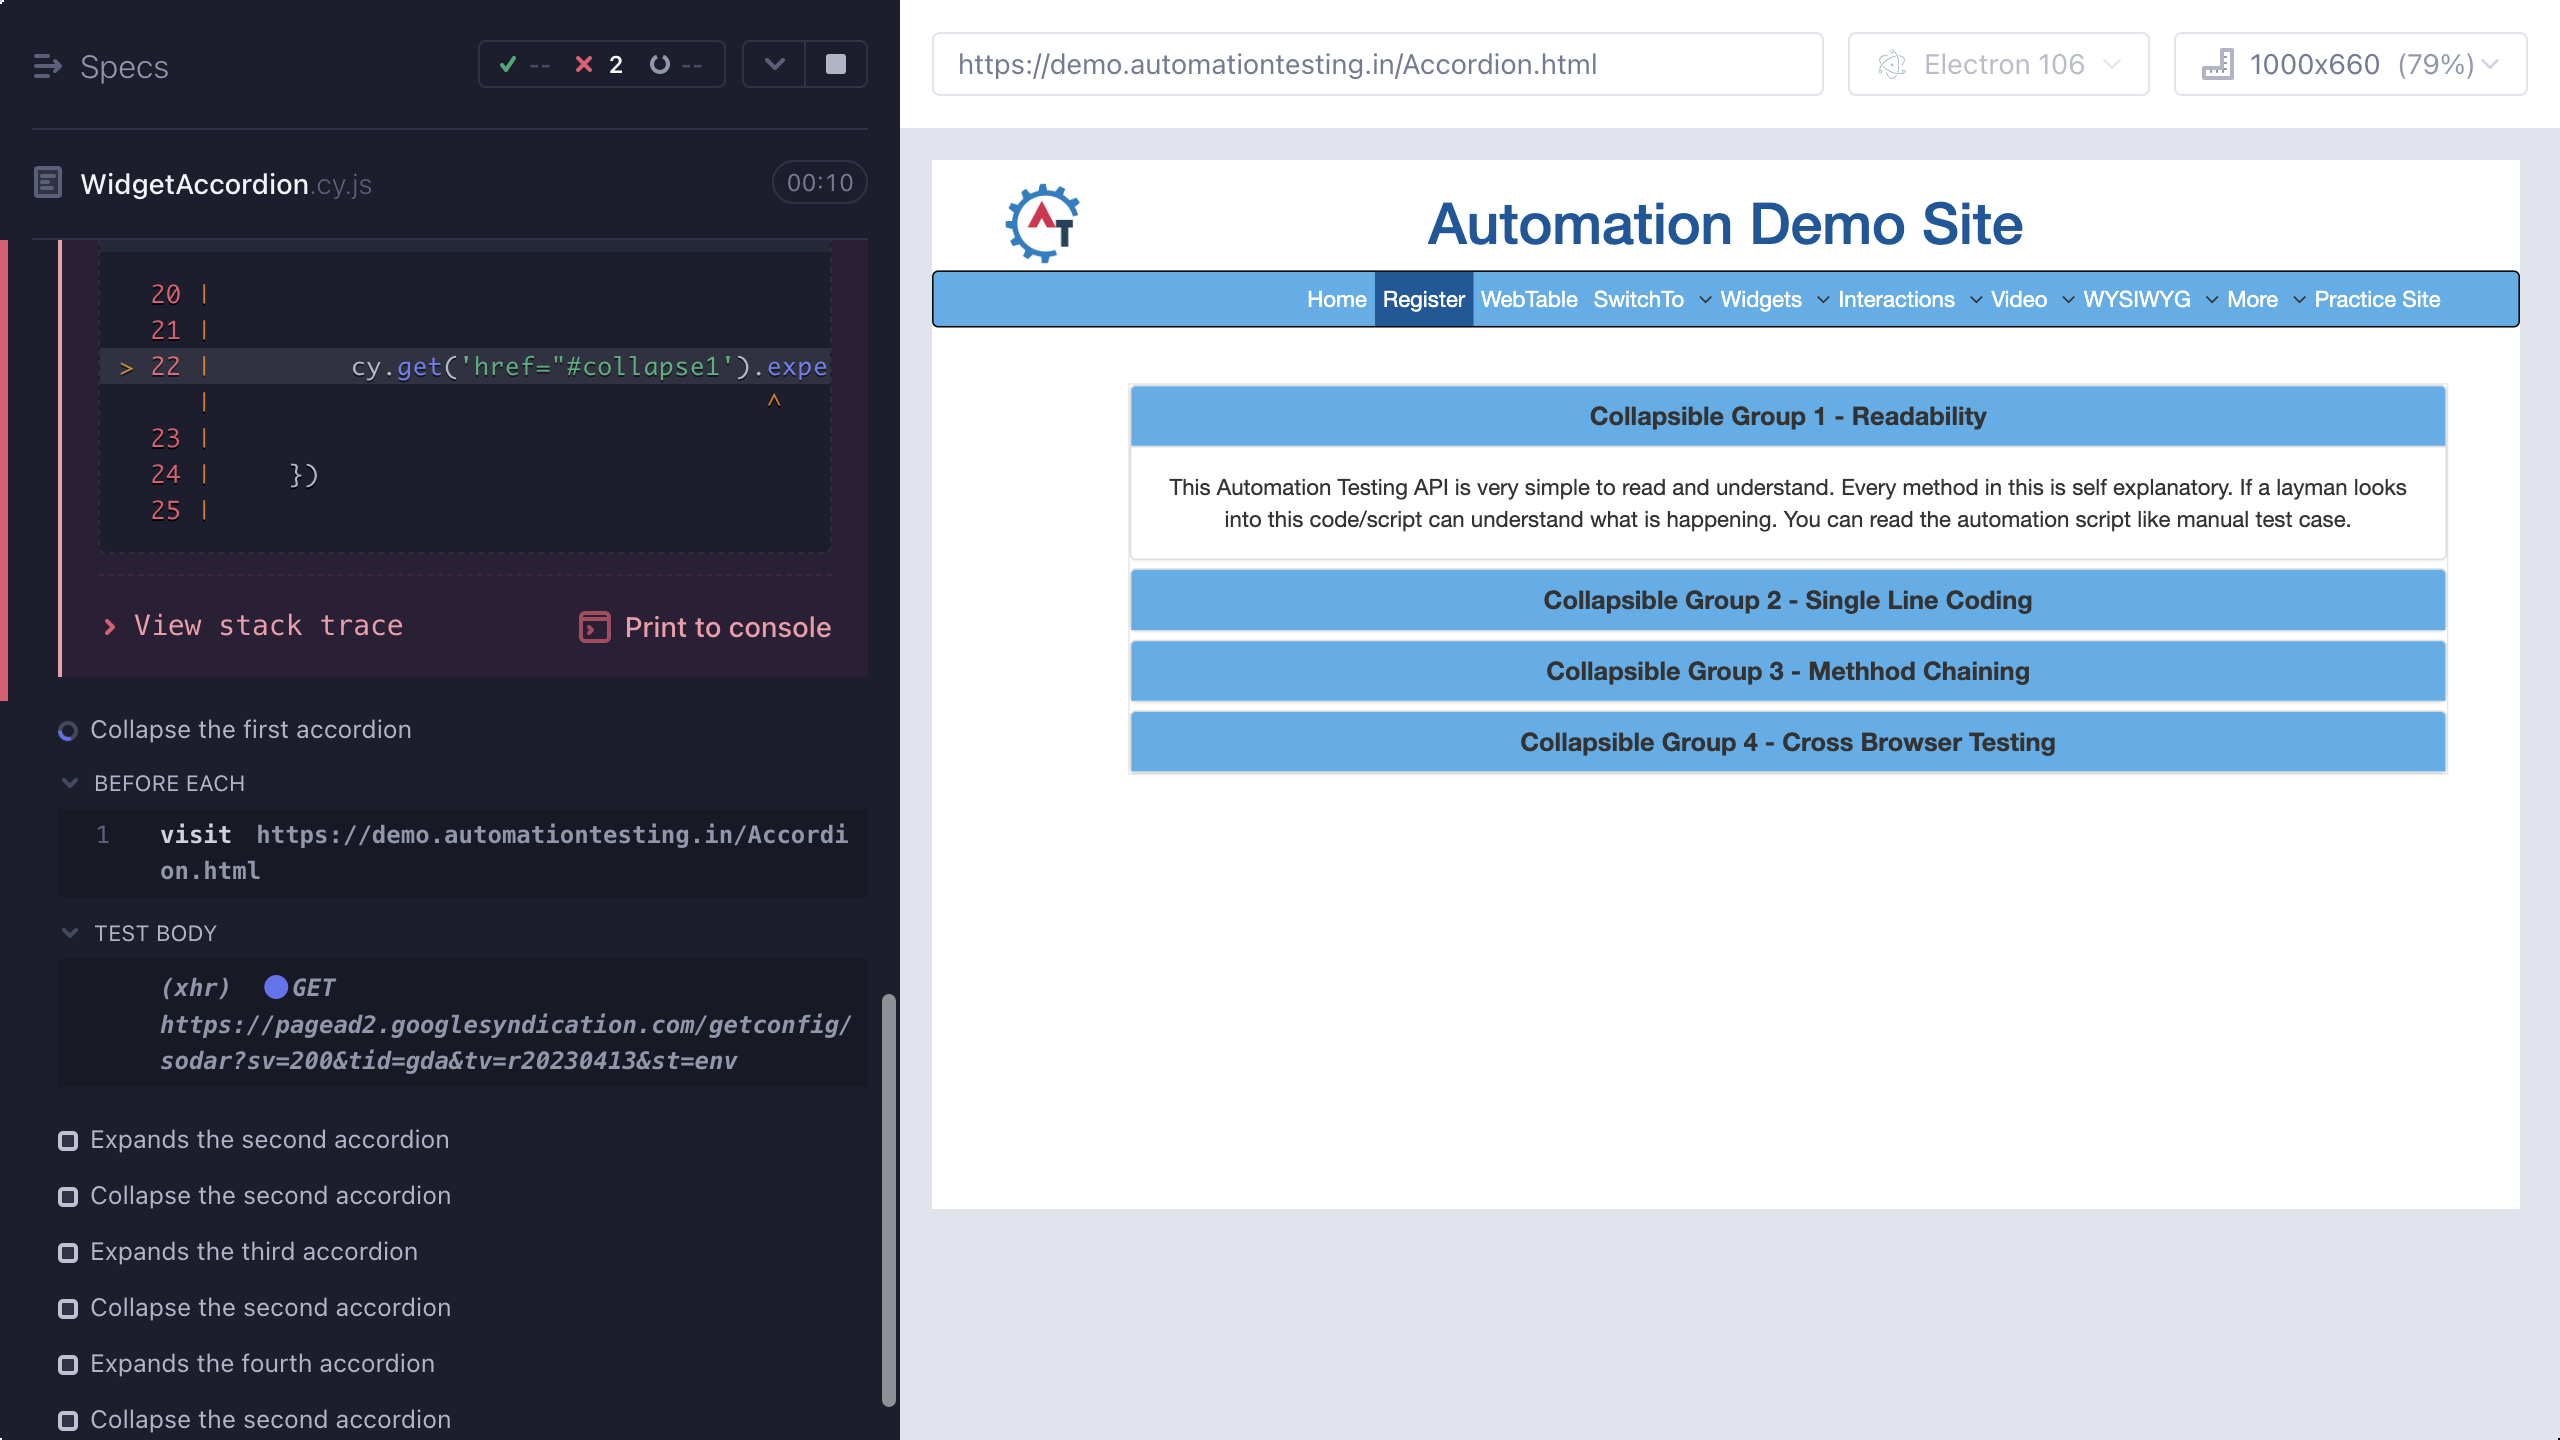 Specs
-- 2 --
WidgetAccordion.cy.js
00:10
20 |
21 |
> 22 | cy.get('href="#collapse1').expe
| ^
23 |
24 | })
25 |
View stack trace
Print to console
Collapse the first accordion
BEFORE EACH
1 visit https://demo.automationtesting.in/Accordi
on.html
TEST BODY
(xhr) GET
https://pagead2.googlesyndication.com/getconfig/
sodar?sv=200&tid=gda&tv=r20230413&st=env
Expands the second accordion
Collapse the second accordion
Expands the third accordion
Collapse the second accordion
Expands the fourth accordion
Collapse the second accordion
https://demo.automationtesting.in/Accordion.html
Electron 106
1000x660 (79%)
AT
Automation Demo Site
Home Register WebTable SwitchTo Widgets Interactions Video WYSIWYG More Practice Site
Collapsible Group 1 - Readability
This Automation Testing API is very simple to read and understand. Every method in this is self explanatory. If a layman looks
into this code/script can understand what is happening. You can read the automation script like manual test case.
Collapsible Group 2 - Single Line Coding
Collapsible Group 3 - Methhod Chaining
Collapsible Group 4 - Cross Browser Testing